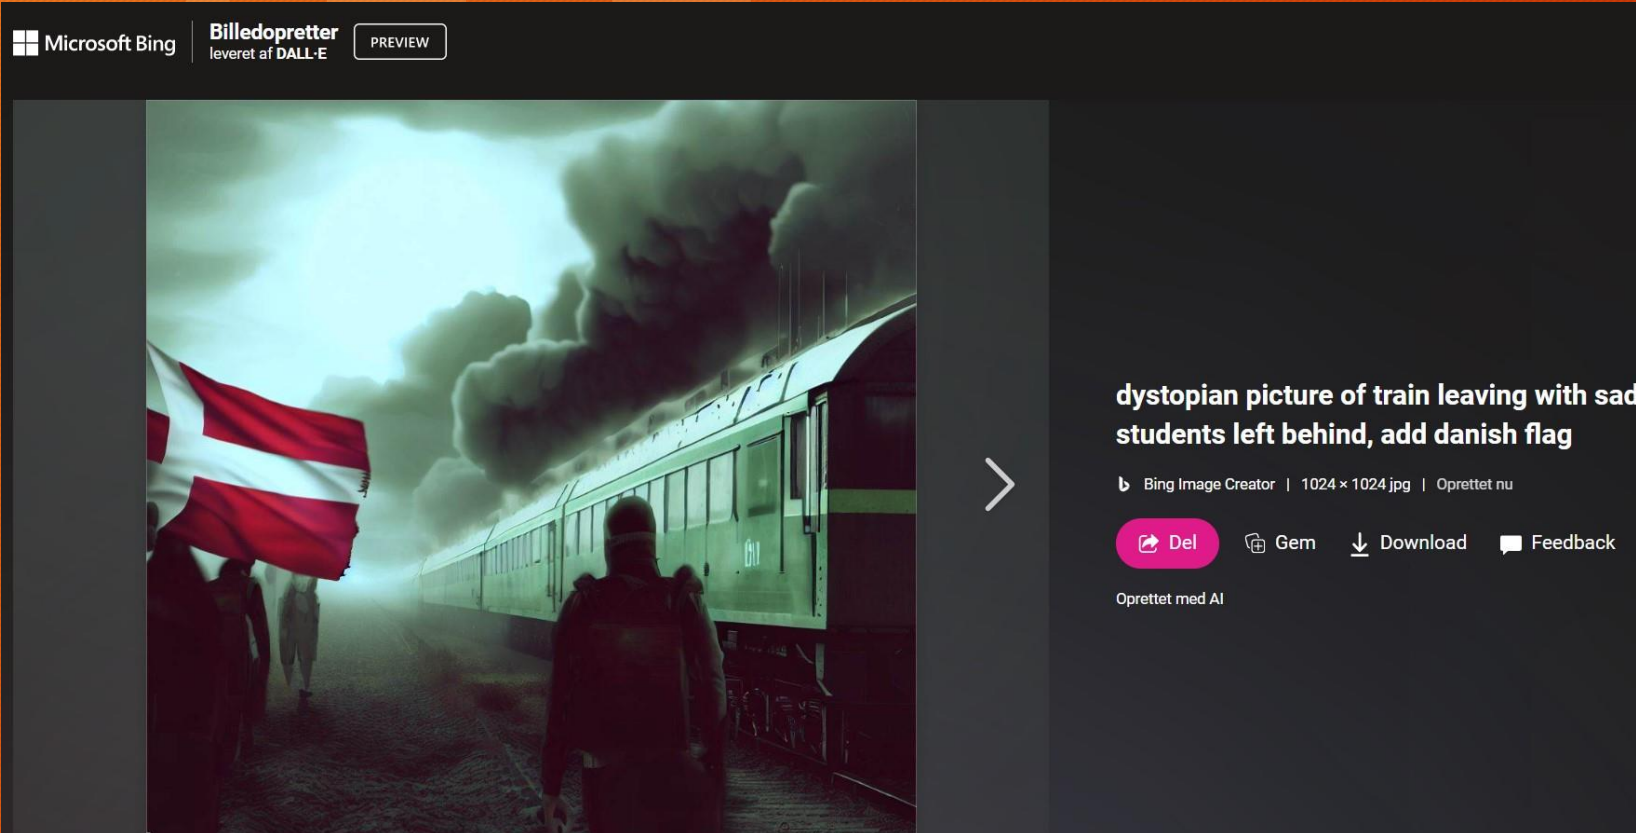 Microsoft Bing
Billedopretter
leveret af DALL·E
PREVIEW
dystopian picture of train leaving with sad
students left behind, add danish flag
Bing Image Creator | 1024 × 1024 jpg | Oprettet nu
Del Gem Download Feedback
Oprettet med AI